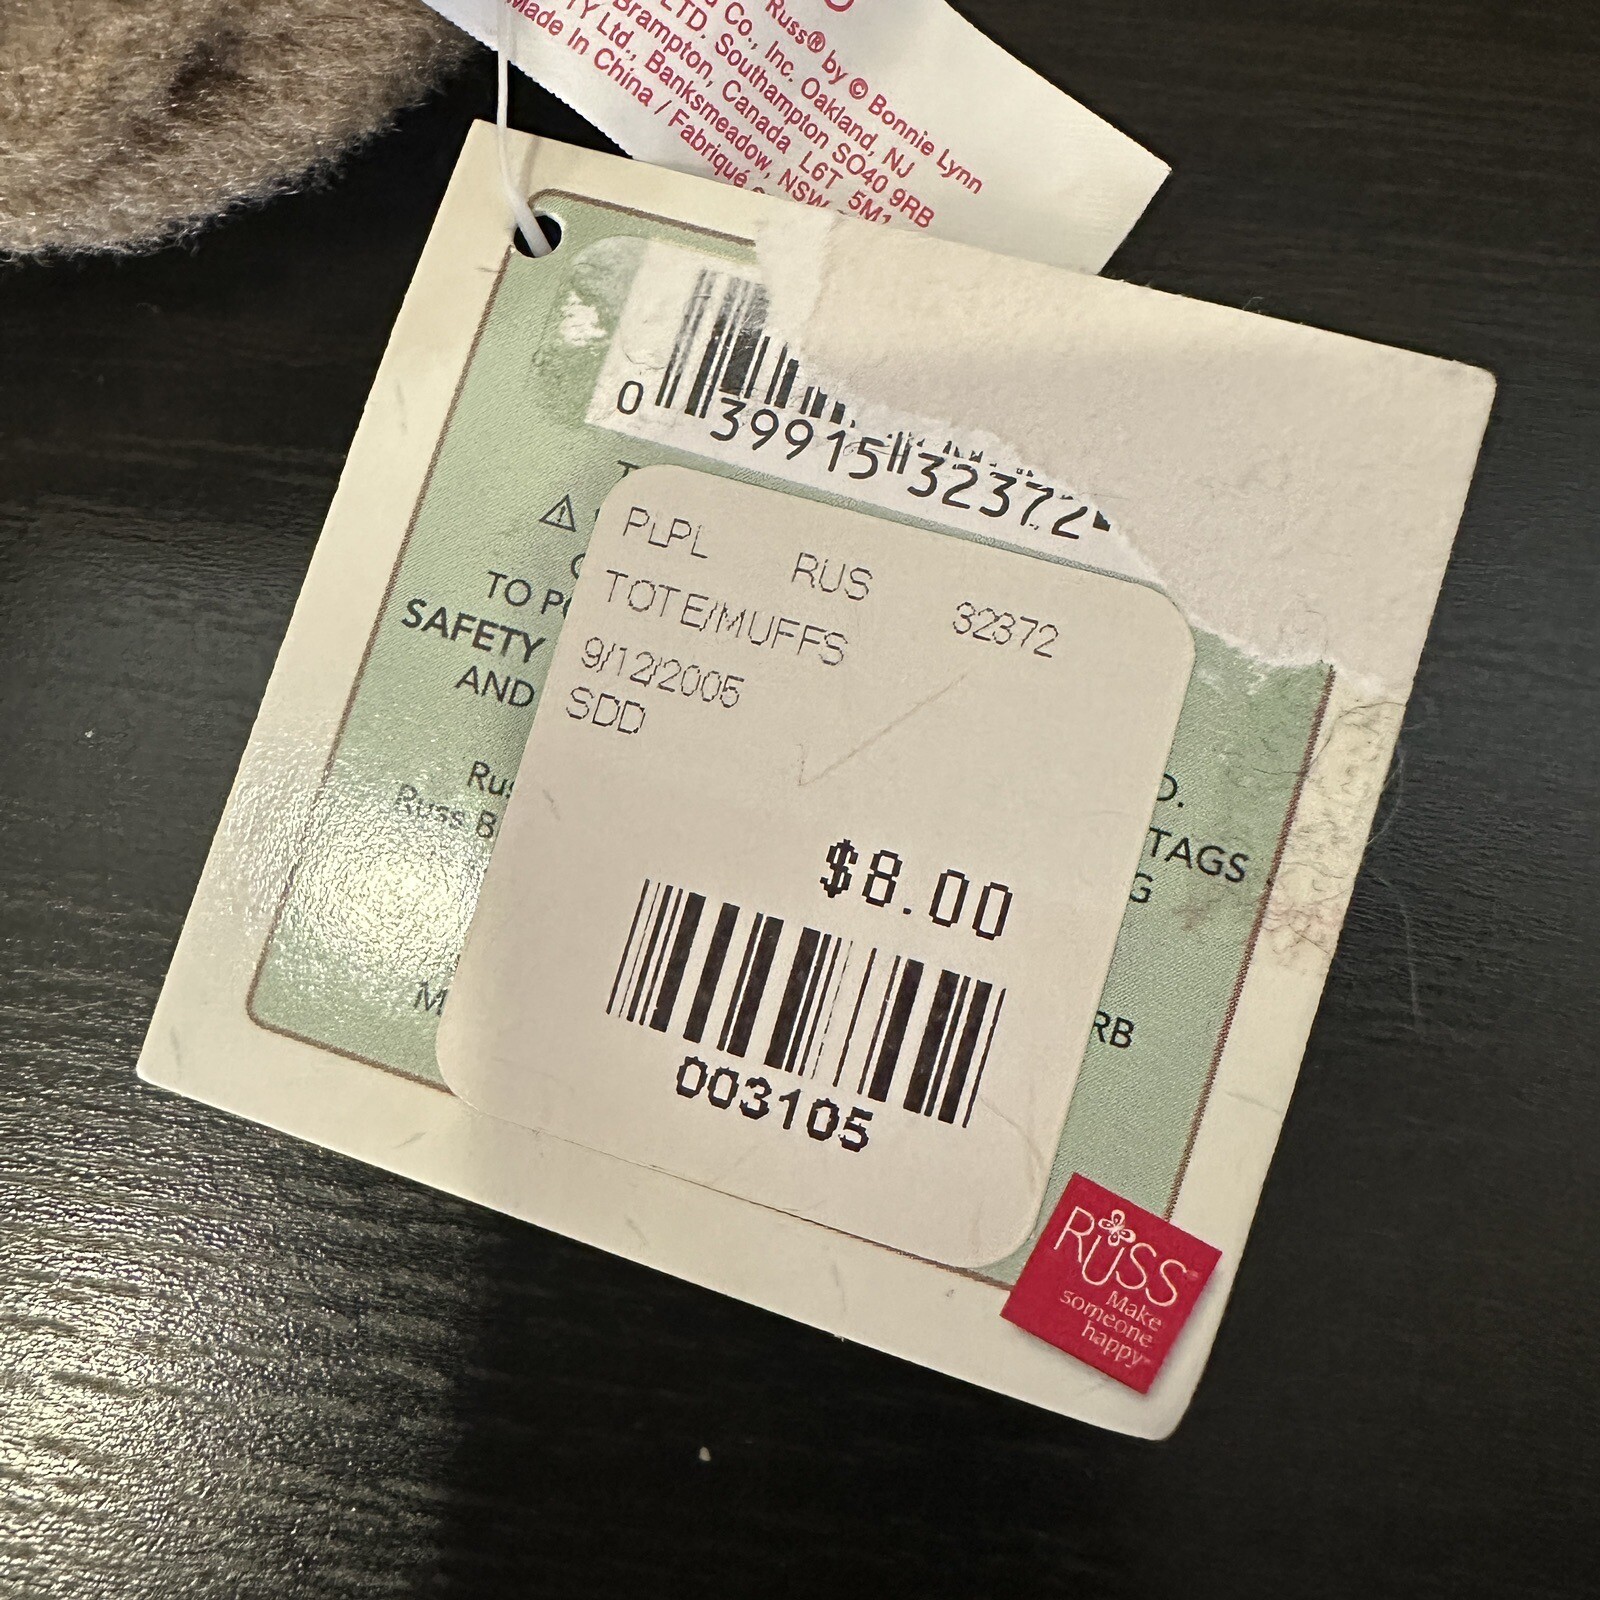 Russ® by © Bonnie Lynn
Co., Inc. Oakland, NJ
LTD. Southampton SO40 9RB
Brampton, Canada L6T 5M1
TY Ltd., Banksmeadow, NSW
Made In China / Fabriqué
0 39915 32372
TO
SAFETY
AND
Russ B
TAGS
RB
PLPL RUS 32372
TOTE/MUFFS
9/12/2005
SDD
$8.00
003105
RUSS
Make
someone
happy™